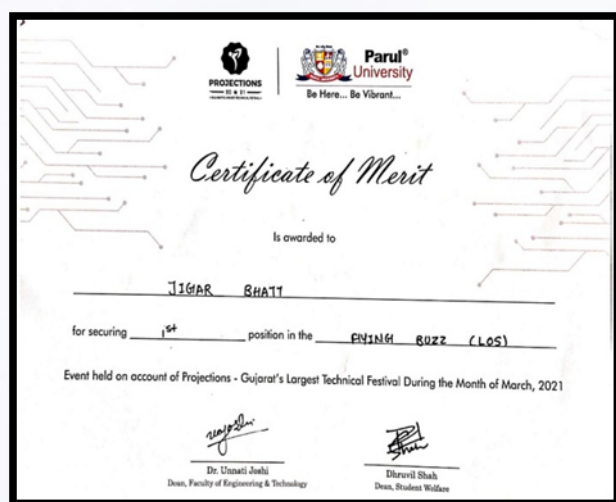 PROJECTIONS
20 ✱ 21
Parul®
University
Be Here... Be Vibrant...
Certificate of Merit
Is awarded to
JIGAR BHATT
for securing 1st position in the FLYING BUZZ (LOS)
Event held on account of Projections - Gujarat's Largest Technical Festival During the Month of March, 2021
Dr. Unnati Joshi
Dean, Faculty of Engineering & Technology
Dhruvil Shah
Dean, Student Welfare